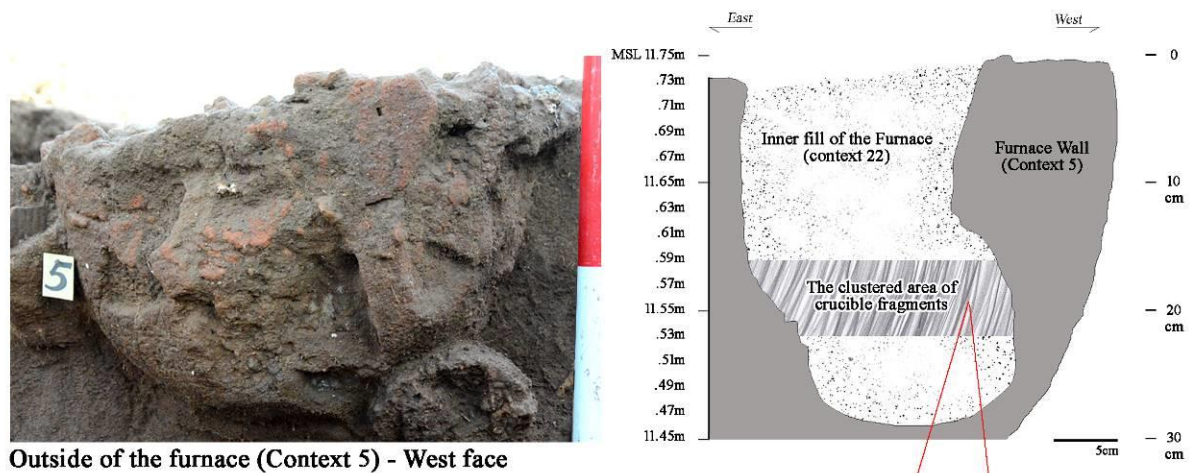 5
Outside of the furnace (Context 5) - West face
East
West
MSL 11.75m
.73m
.71m
.69m
.67m
11.65m
.63m
.61m
.59m
.57m
11.55m
.53m
.51m
.49m
.47m
11.45m
Inner fill of the Furnace
(context 22)
Furnace Wall
(Context 5)
The clustered area of
crucible fragments
0
10
cm
20
cm
30
cm
5cm